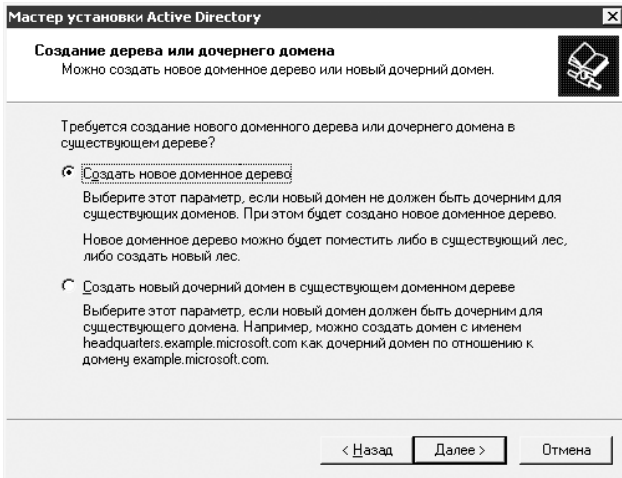 Мастер установки Active Directory
Создание дерева или дочернего домена
Можно создать новое доменное дерево или новый дочерний домен.
Требуется создание нового доменного дерева или дочернего домена в
существующем дереве?
Создать новое доменное дерево
Выберите этот параметр, если новый домен не должен быть дочерним для
существующих доменов. При этом будет создано новое доменное дерево.
Новое доменное дерево можно будет поместить либо в существующий лес,
либо создать новый лес.
Создать новый дочерний домен в существующем доменном дереве
Выберите этот параметр, если новый домен должен быть дочерним для
существующего домена. Например, можно создать домен с именем
headquarters.example.microsoft.com как дочерний домен по отношению к
домену example.microsoft.com.
< Назад Далее > Отмена